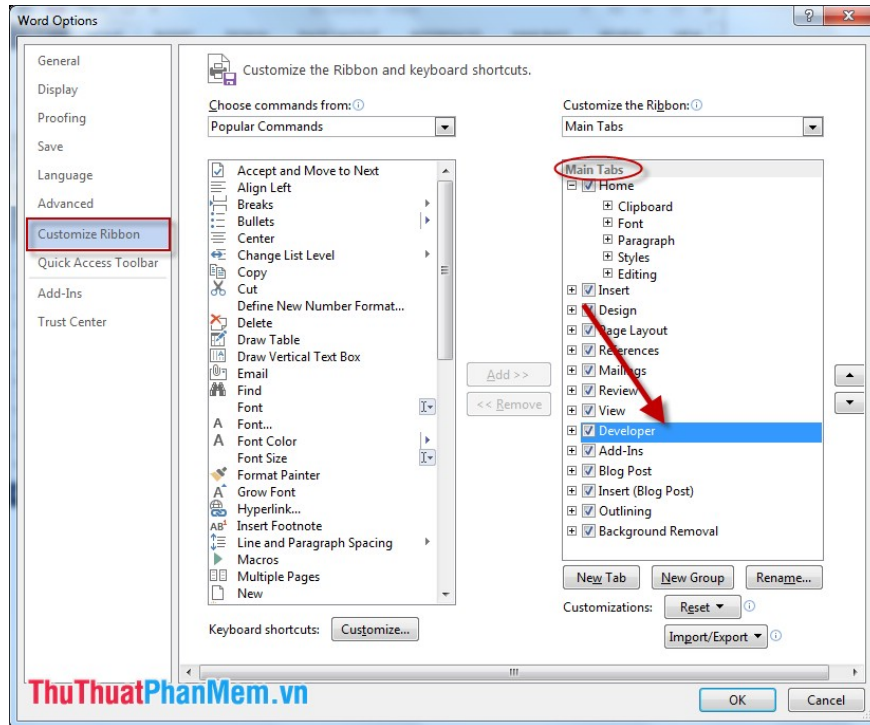 Word Options
General
Display
Proofing
Save
Language
Advanced
Customize Ribbon
Quick Access Toolbar
Add-Ins
Trust Center
Customize the Ribbon and keyboard shortcuts.
Choose commands from:
Popular Commands
Accept and Move to Next
Align Left
Breaks
Bullets
Center
Change List Level
Copy
Cut
Define New Number Format...
Delete
Draw Table
Draw Vertical Text Box
Email
Find
Font
Font...
Font Color
Font Size
Format Painter
Grow Font
Hyperlink...
Insert Footnote
Line and Paragraph Spacing
Macros
Multiple Pages
New
Keyboard shortcuts: Customize...
Add >>
<< Remove
Customize the Ribbon:
Main Tabs
Main Tabs
Home
Clipboard
Font
Paragraph
Styles
Editing
Insert
Design
Page Layout
References
Mailings
Review
View
Developer
Add-Ins
Blog Post
Insert (Blog Post)
Outlining
Background Removal
New Tab New Group Rename...
Customizations: Reset
Import/Export
ThuThuatPhanMem.vn
OK Cancel